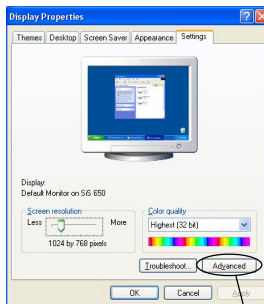 Display Properties
Themes
Desktop
Screen Saver
Appearance
Settings
Display:
Default Monitor on SiS 650
Screen resolution
Less
More
1024 by 768 pixels
Color quality
Highest (32 bit)
Troubleshoot...
Advanced
OK
Cancel
Apply